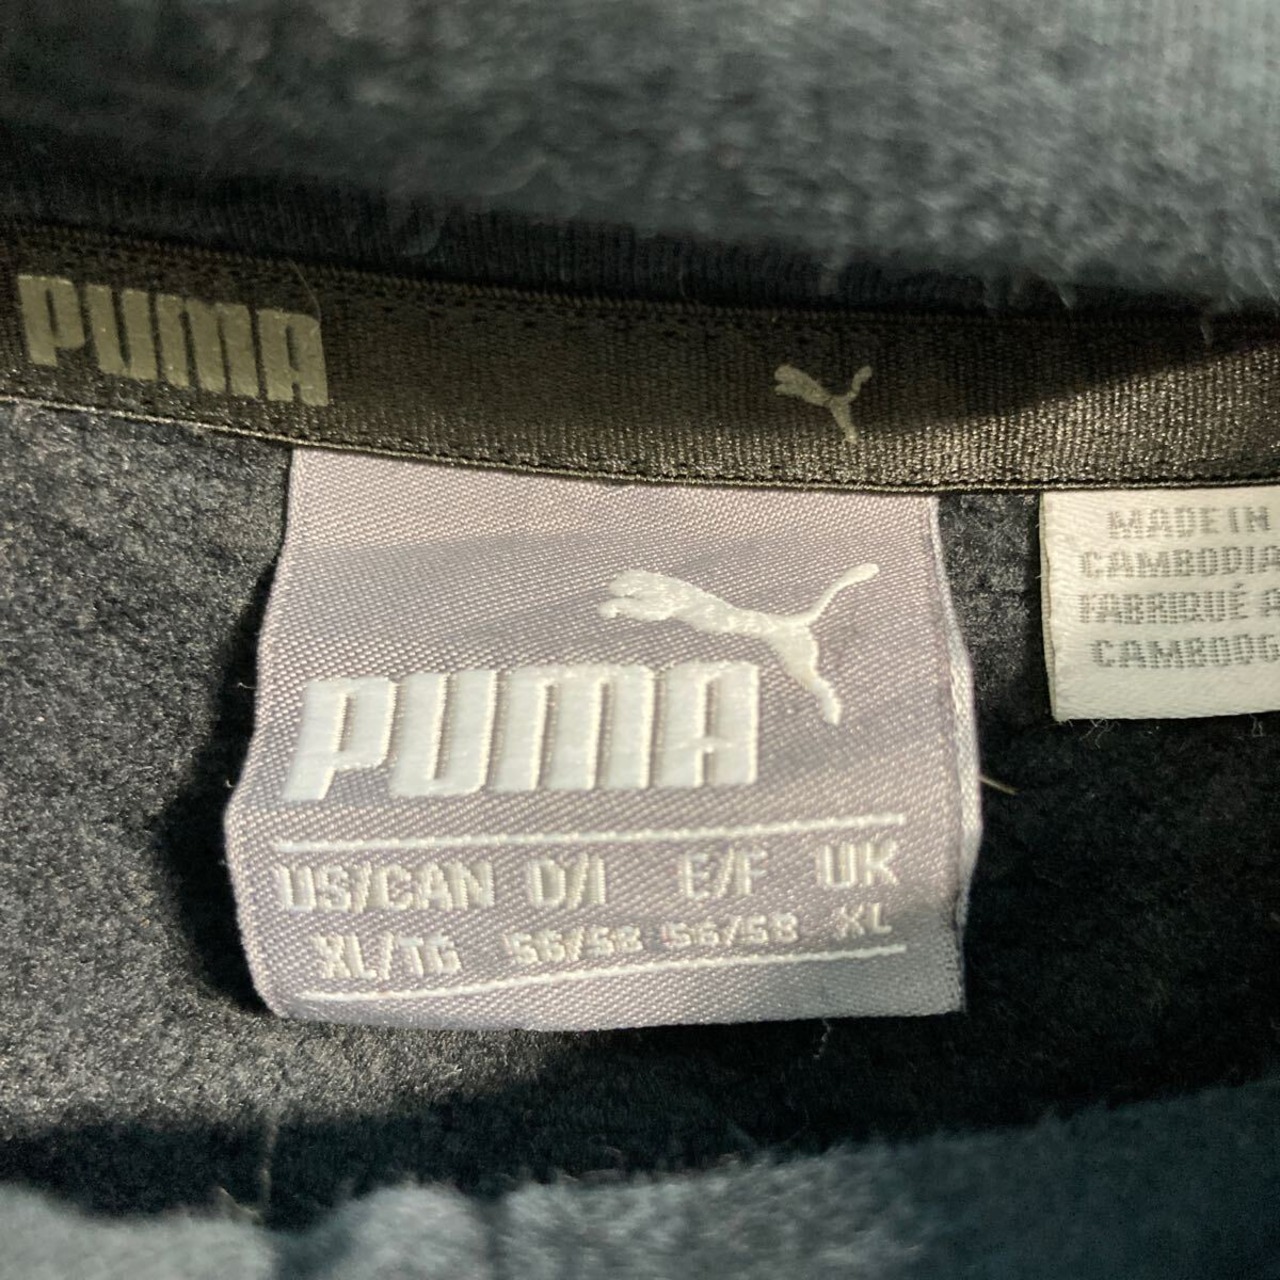 PUMA
MADE IN
CAMBODIA
FABRIQUÉ A
CAMBODG
PUMA
US/CAN D/I E/F UK
XL/TG 56/58 56/58 XL